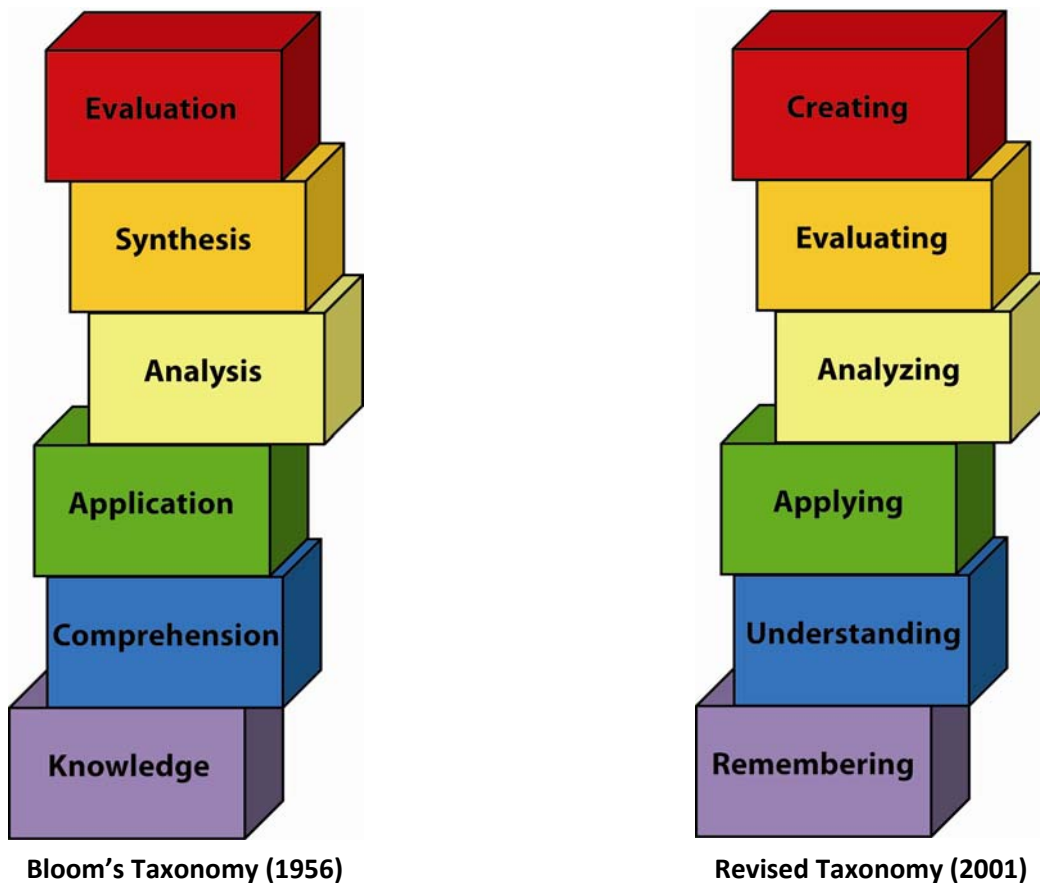 Evaluation
Synthesis
Analysis
Application
Comprehension
Knowledge
Bloom’s Taxonomy (1956)
Creating
Evaluating
Analyzing
Applying
Understanding
Remembering
Revised Taxonomy (2001)